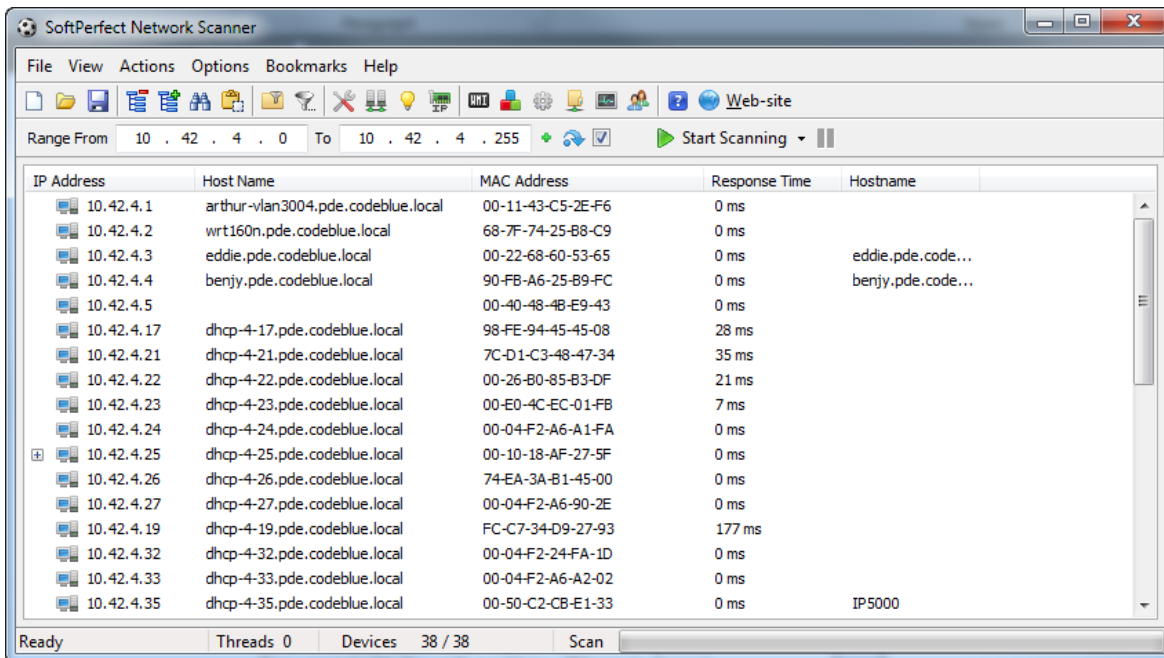 SoftPerfect Network Scanner
File View Actions Options Bookmarks Help
WMI IP ? Web-site
Range From 10 . 42 . 4 . 0 To 10 . 42 . 4 . 255 Start Scanning
IP Address Host Name MAC Address Response Time Hostname
10.42.4.1 arthur-vlan3004.pde.codeblue.local 00-11-43-C5-2E-F6 0 ms
10.42.4.2 wrt160n.pde.codeblue.local 68-7F-74-25-B8-C9 0 ms
10.42.4.3 eddie.pde.codeblue.local 00-22-68-60-53-65 0 ms eddie.pde.code...
10.42.4.4 benjy.pde.codeblue.local 90-FB-A6-25-B9-FC 0 ms benjy.pde.code...
10.42.4.5 00-40-48-4B-E9-43 0 ms
10.42.4.17 dhcp-4-17.pde.codeblue.local 98-FE-94-45-45-08 28 ms
10.42.4.21 dhcp-4-21.pde.codeblue.local 7C-D1-C3-48-47-34 35 ms
10.42.4.22 dhcp-4-22.pde.codeblue.local 00-26-B0-85-B3-DF 21 ms
10.42.4.23 dhcp-4-23.pde.codeblue.local 00-E0-4C-EC-01-FB 7 ms
10.42.4.24 dhcp-4-24.pde.codeblue.local 00-04-F2-A6-A1-FA 0 ms
10.42.4.25 dhcp-4-25.pde.codeblue.local 00-10-18-AF-27-5F 0 ms
10.42.4.26 dhcp-4-26.pde.codeblue.local 74-EA-3A-B1-45-00 0 ms
10.42.4.27 dhcp-4-27.pde.codeblue.local 00-04-F2-A6-90-2E 0 ms
10.42.4.19 dhcp-4-19.pde.codeblue.local FC-C7-34-D9-27-93 177 ms
10.42.4.32 dhcp-4-32.pde.codeblue.local 00-04-F2-24-FA-1D 0 ms
10.42.4.33 dhcp-4-33.pde.codeblue.local 00-04-F2-A6-A2-02 0 ms
10.42.4.35 dhcp-4-35.pde.codeblue.local 00-50-C2-CB-E1-33 0 ms IP5000
Ready Threads 0 Devices 38 / 38 Scan